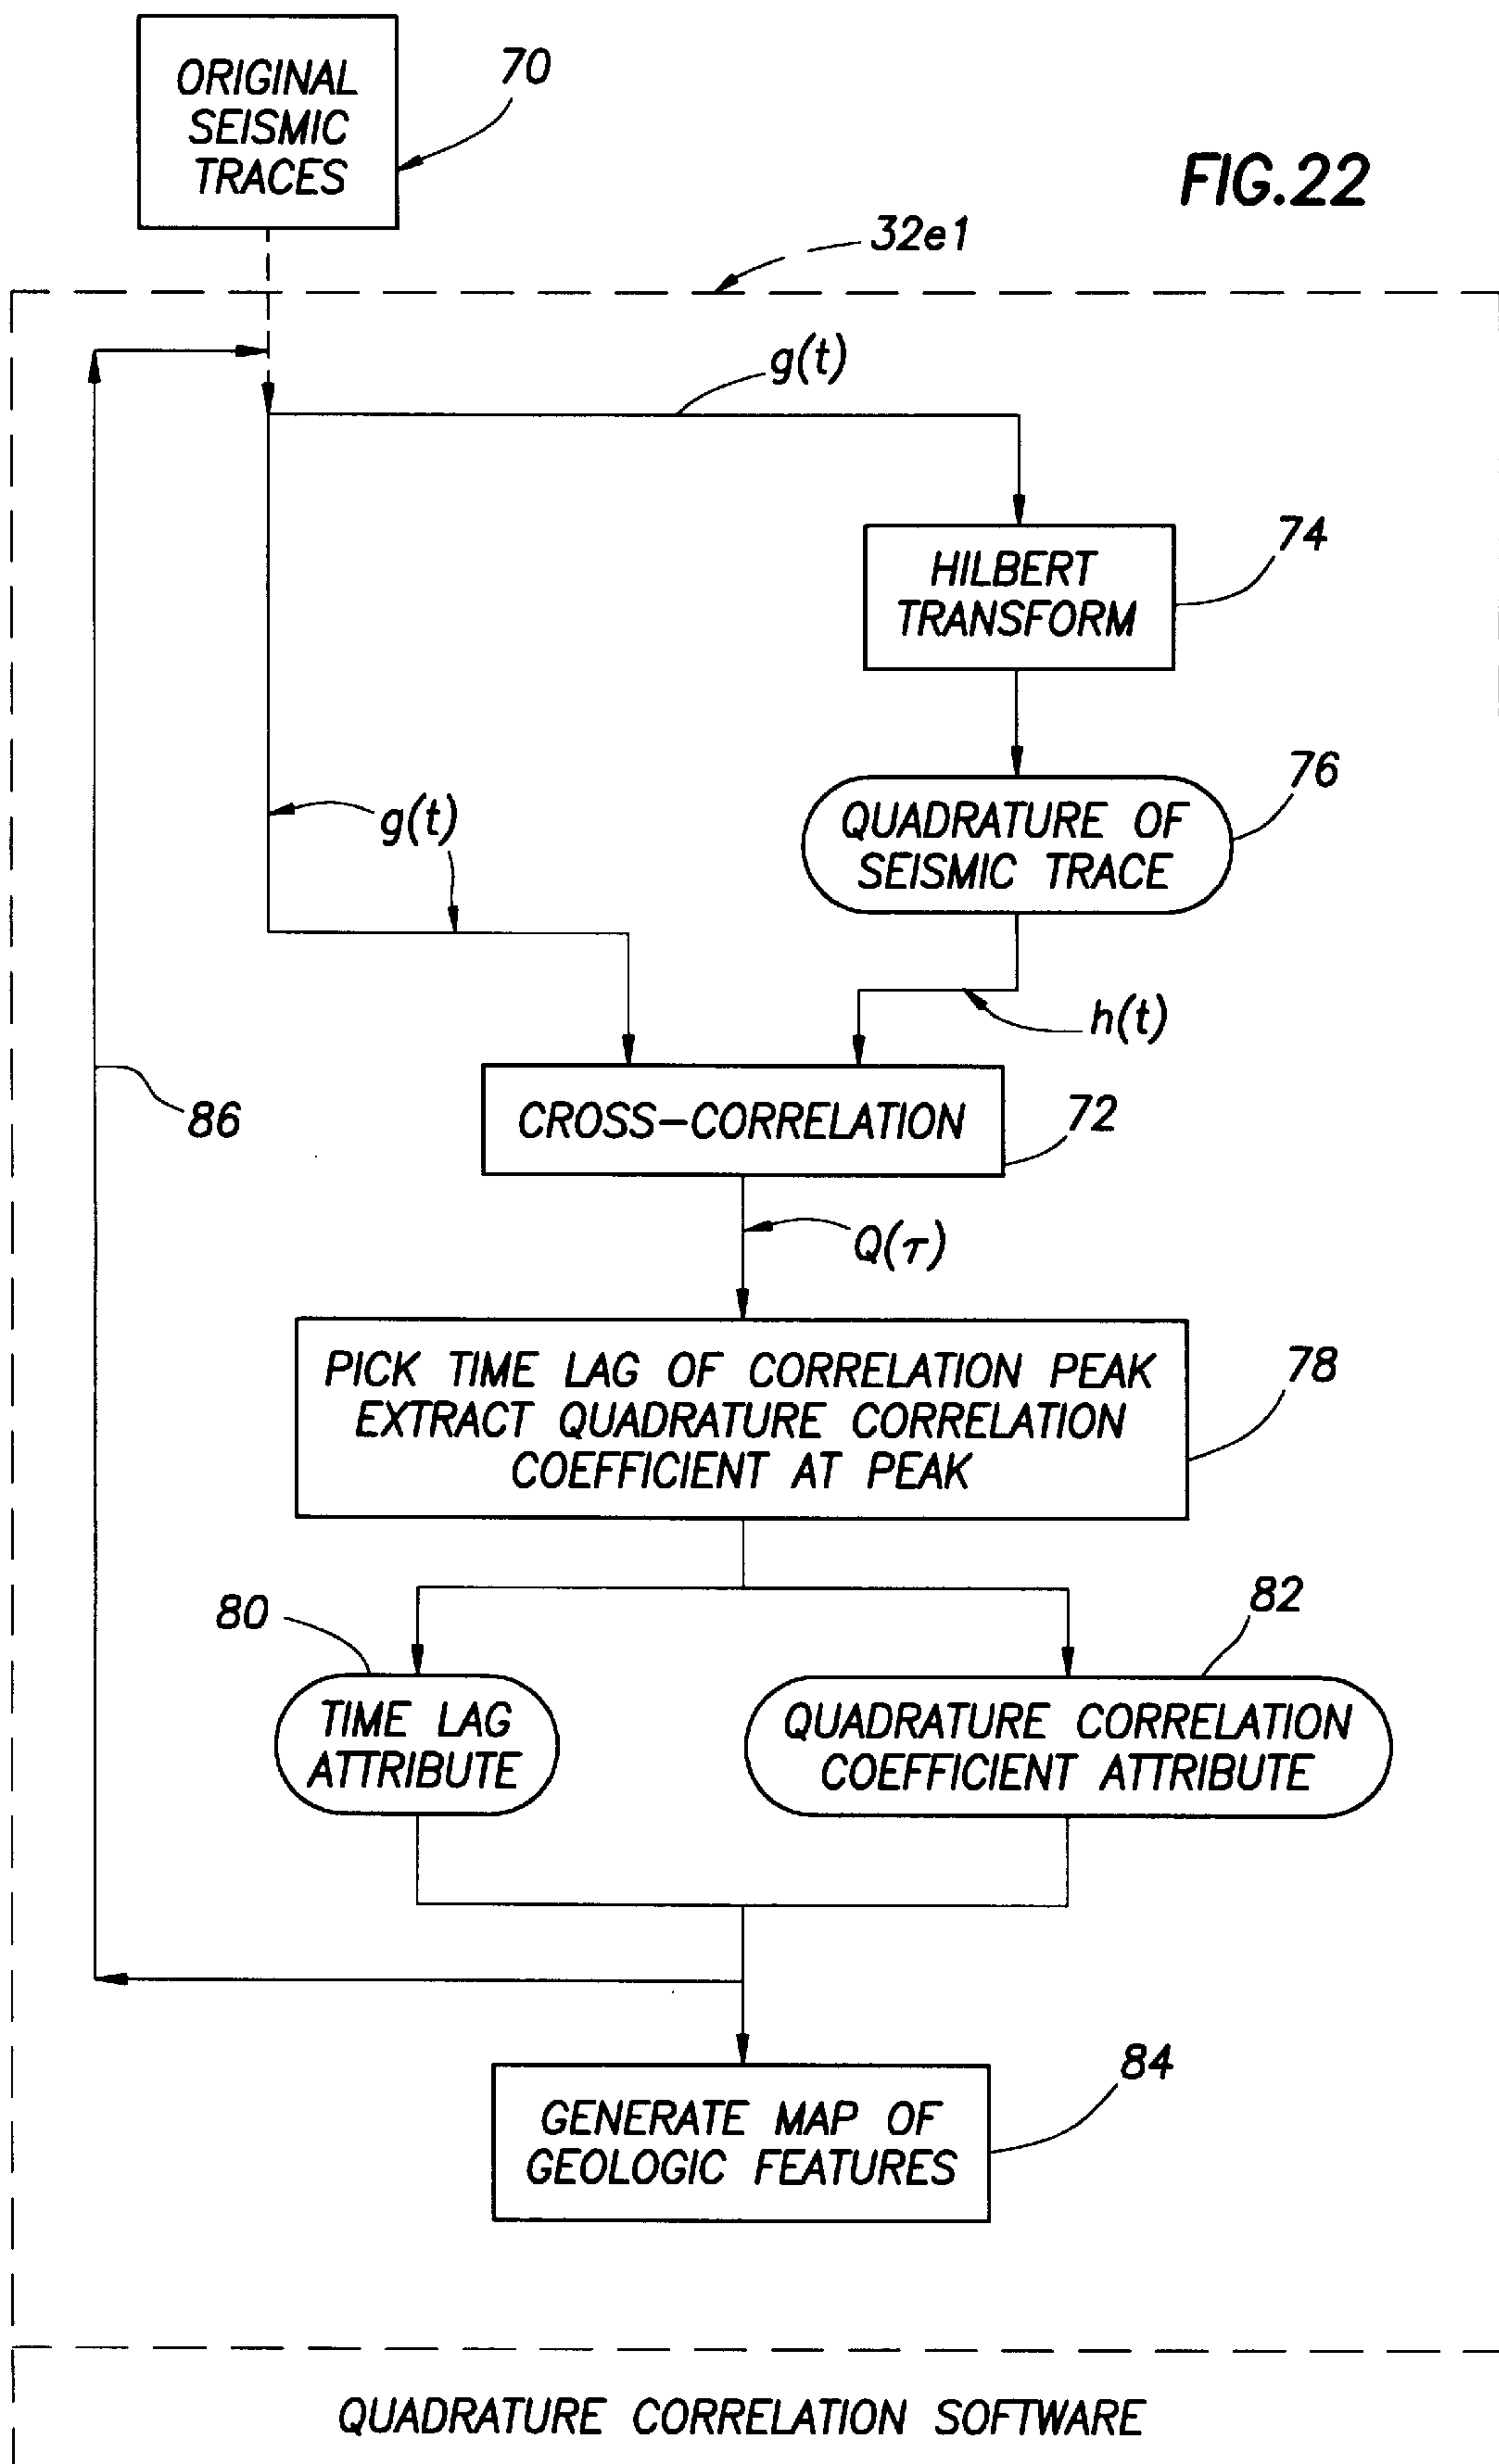 ORIGINAL
SEISMIC
TRACES
70
FIG.22
32e1
g(t)
HILBERT
TRANSFORM
74
QUADRATURE OF
SEISMIC TRACE
76
g(t)
h(t)
CROSS-CORRELATION
72
86
Q(τ)
PICK TIME LAG OF CORRELATION PEAK
EXTRACT QUADRATURE CORRELATION
COEFFICIENT AT PEAK
78
80
82
TIME LAG
ATTRIBUTE
QUADRATURE CORRELATION
COEFFICIENT ATTRIBUTE
84
GENERATE MAP OF
GEOLOGIC FEATURES
QUADRATURE CORRELATION SOFTWARE